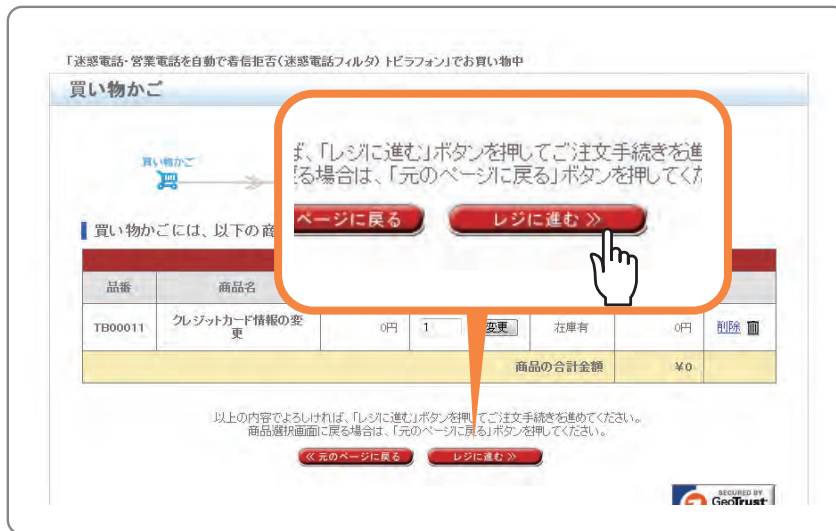 「迷惑電話・営業電話を自動で着信拒否(迷惑電話フィルタ) トビラフォン」でお買い物中
買い物かご
買い物かご
ば、「レジに進む」ボタンを押してご注文手続きを進
る場合は、「元のページに戻る」ボタンを押してくだ
ページに戻る レジに進む ≫
買い物かごには、以下の商
品番 商品名
TB00011 クレジットカード情報の変更 0円 1 変更 在庫有 0円 削除
商品の合計金額 ¥0
以上の内容でよろしければ、「レジに進む」ボタンを押してご注文手続きを進めてください。
商品選択画面に戻る場合は、「元のページに戻る」ボタンを押してください。
≪ 元のページに戻る レジに進む ≫
SECURED BY
GeoTrust